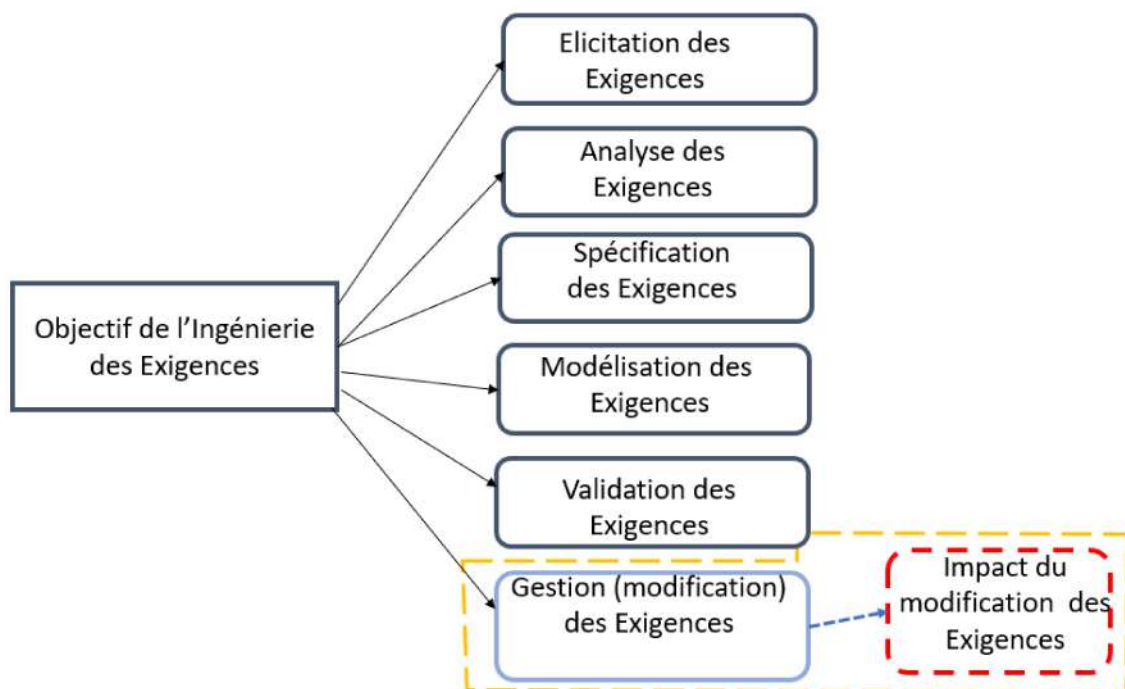 Elicitation des
Exigences
Analyse des
Exigences
Spécification
des Exigences
Objectif de l’Ingénierie
des Exigences
Modélisation des
Exigences
Validation des
Exigences
Gestion (modification)
des Exigences
Impact du
modification des
Exigences